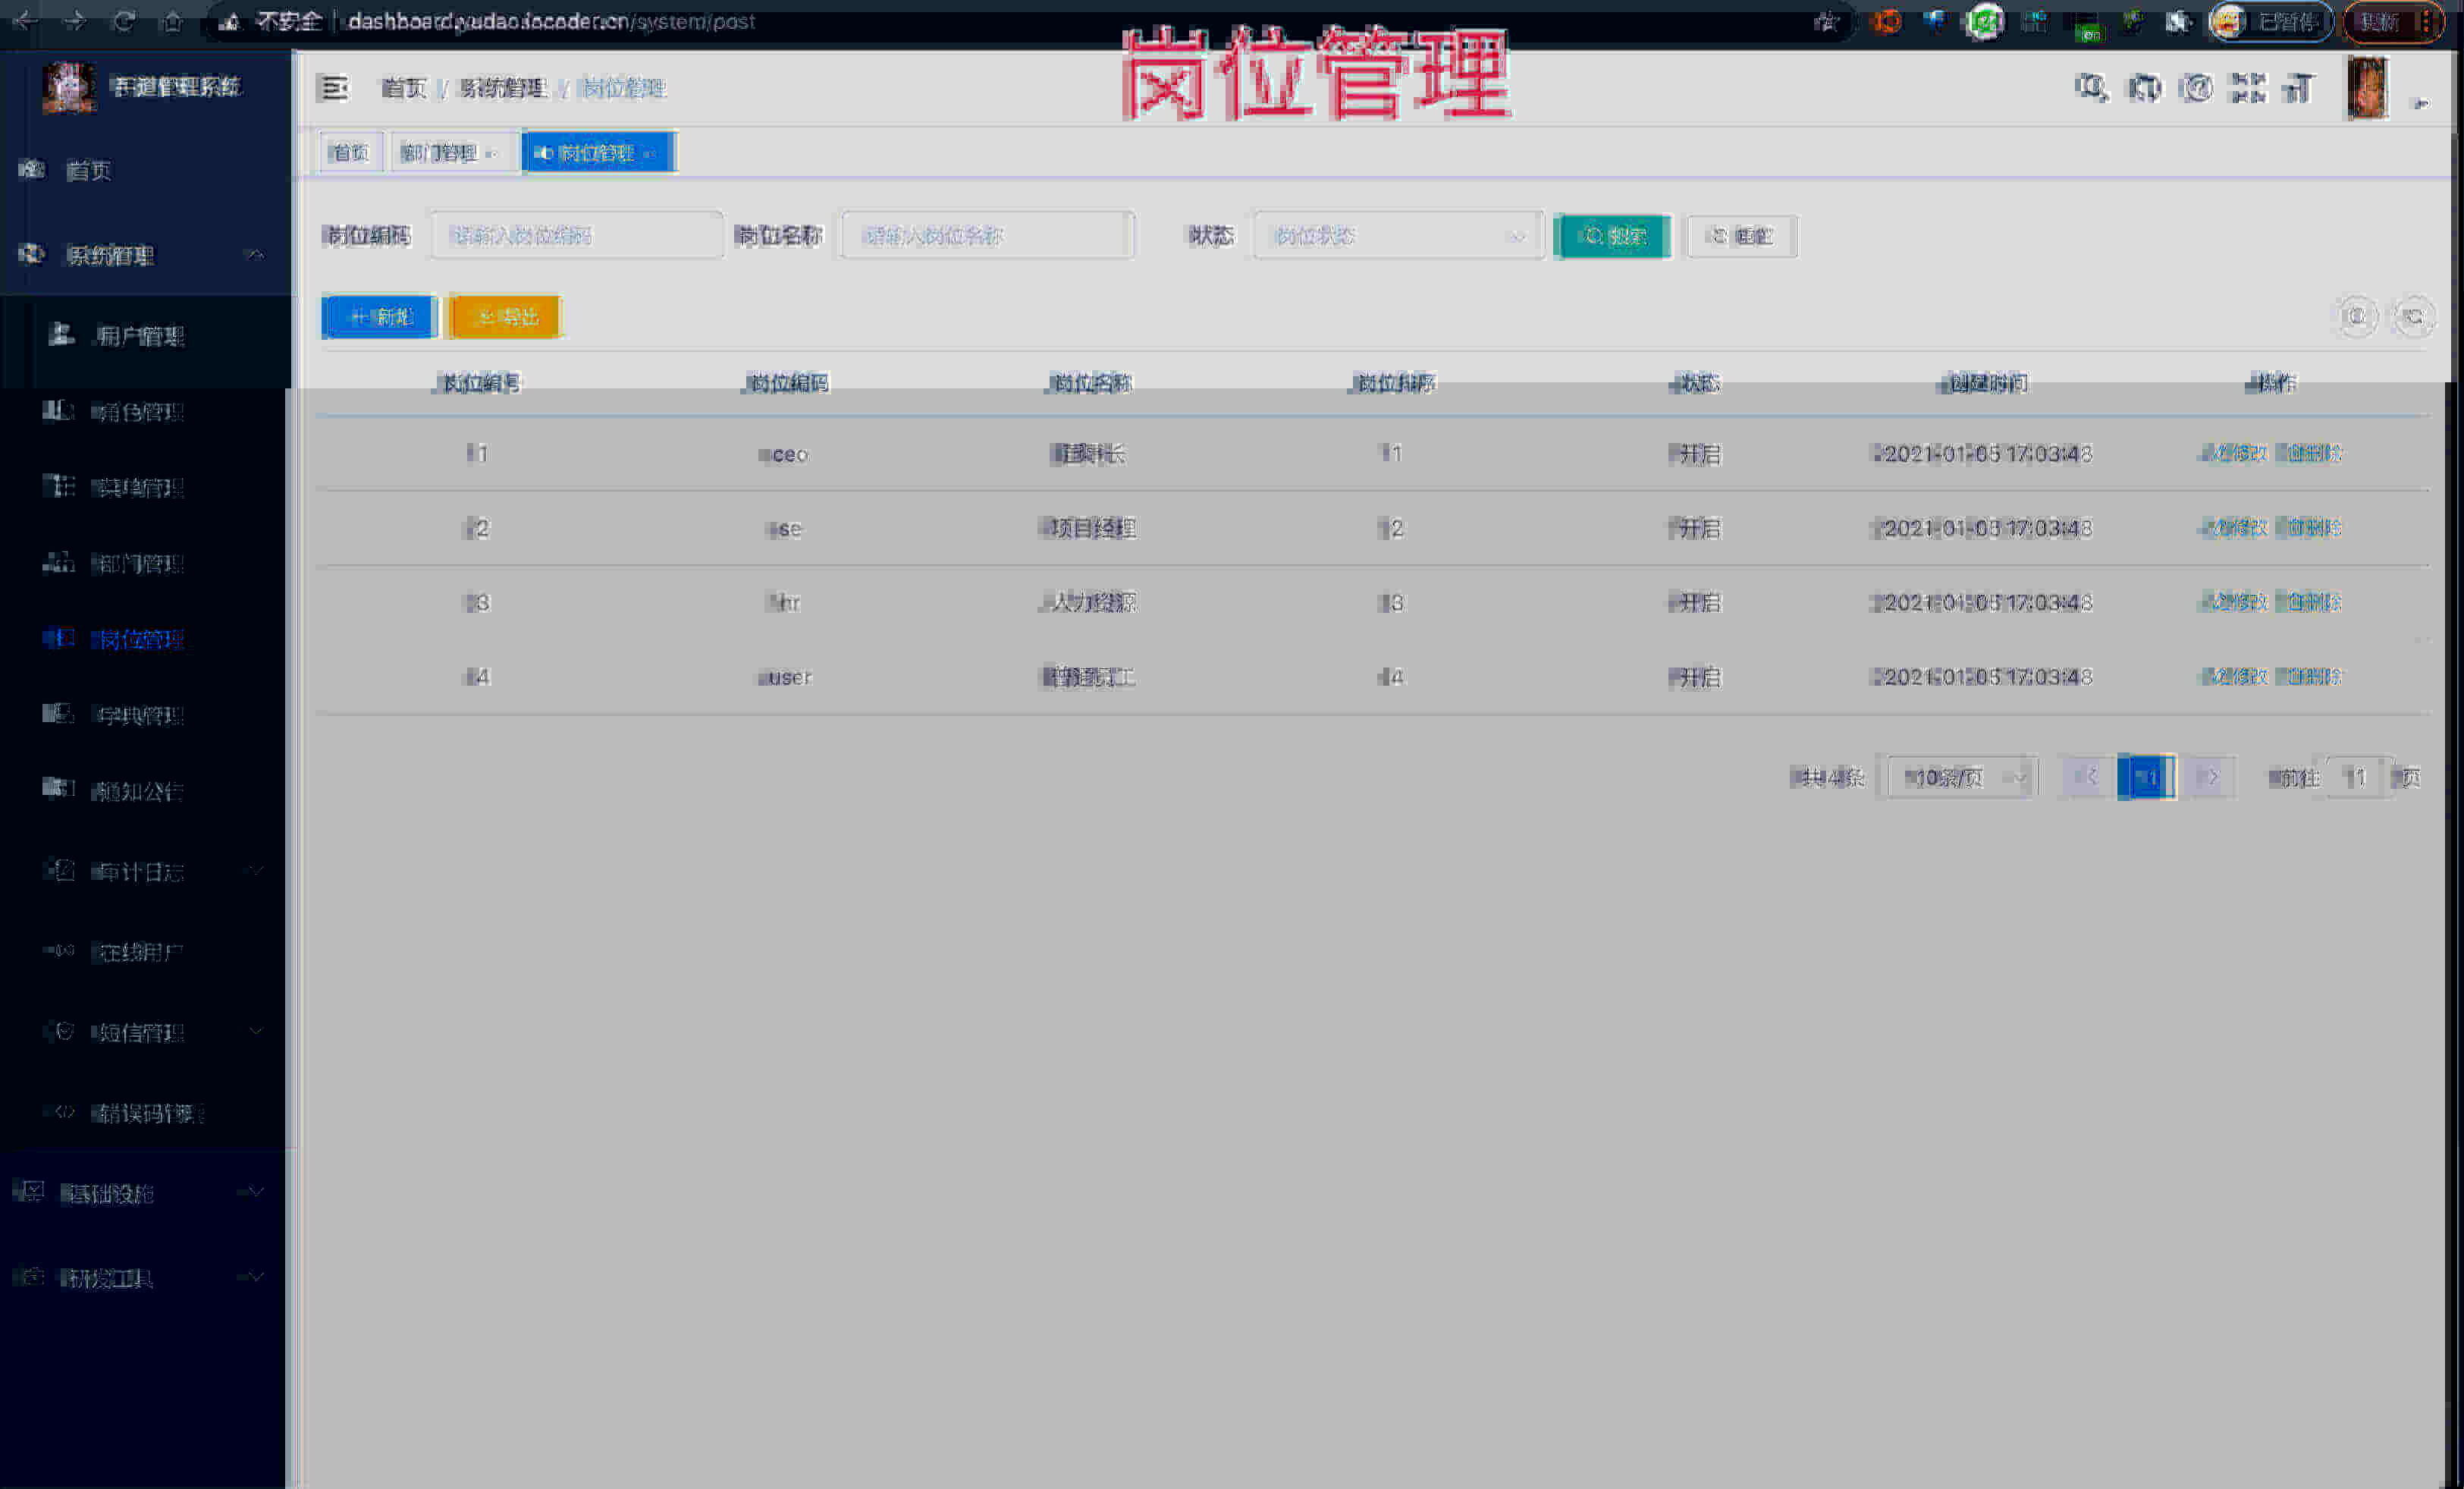 不安全 | dashboard.yudao.iocoder.cn/system/post
已暂停 更新
岗位管理
芋道管理系统
首页 / 系统管理 / 岗位管理
首页 部门管理 岗位管理
首页
系统管理
用户管理
角色管理
菜单管理
部门管理
岗位管理
字典管理
通知公告
审计日志
在线用户
短信管理
错误码管理
基础设施
研发工具
岗位编码 请输入岗位编码 岗位名称 请输入岗位名称 状态 岗位状态 搜索 重置
新增 导出
岗位编号 岗位编码 岗位名称 岗位排序 状态 创建时间 操作
1 ceo 董事长 1 开启 2021-01-05 17:03:48 修改 删除
2 se 项目经理 2 开启 2021-01-05 17:03:48 修改 删除
3 hr 人力资源 3 开启 2021-01-05 17:03:48 修改 删除
4 user 普通员工 4 开启 2021-01-05 17:03:48 修改 删除
共 4 条 10条/页 1 前往 1 页